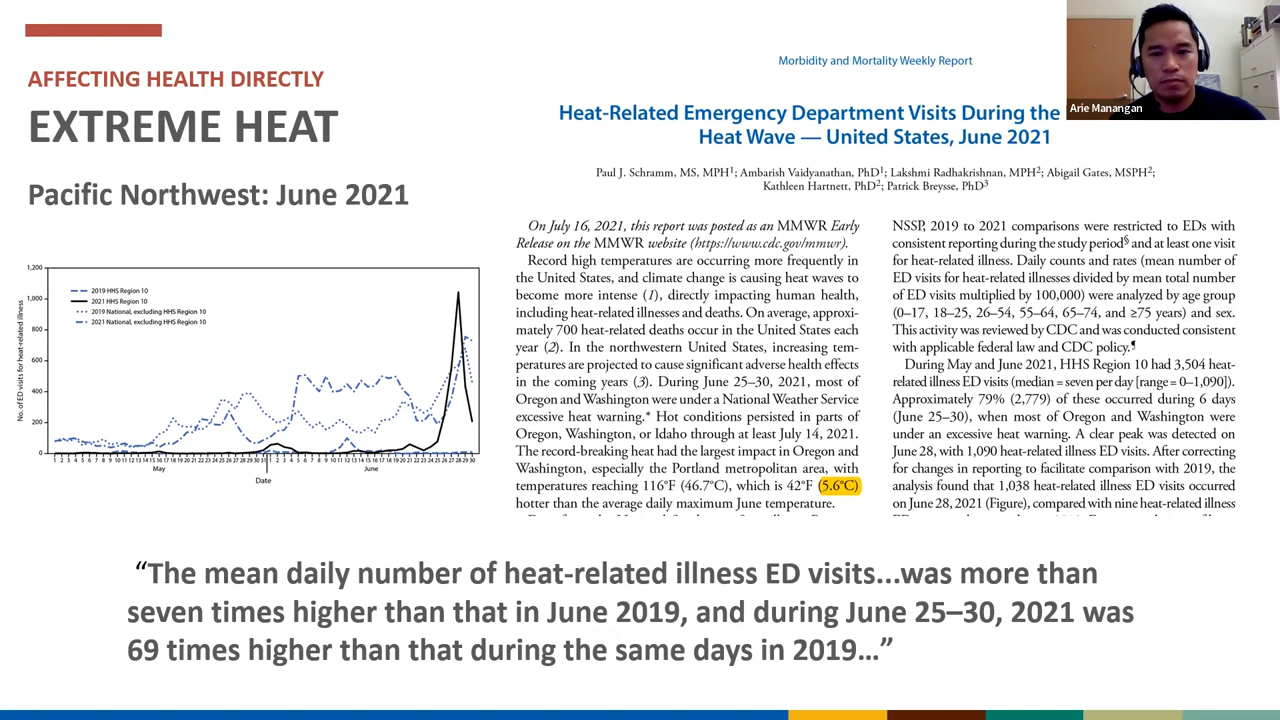 AFFECTING HEALTH DIRECTLY
EXTREME HEAT
Pacific Northwest: June 2021
1,200
1,000
800
600
400
200
0
No. of ED visits for heat-related illness
2019 HHS Region 10
2021 HHS Region 10
2019 National, excluding HHS Region 10
2021 National, excluding HHS Region 10
May
June
Date
Morbidity and Mortality Weekly Report
Heat-Related Emergency Department Visits During the
Heat Wave — United States, June 2021
Paul J. Schramm, MS, MPH1; Ambarish Vaidyanathan, PhD1; Lakshmi Radhakrishnan, MPH2; Abigail Gates, MSPH2;
Kathleen Hartnett, PhD2; Patrick Breysse, PhD3
On July 16, 2021, this report was posted as an MMWR Early
Release on the MMWR website (https://www.cdc.gov/mmwr).
Record high temperatures are occurring more frequently in
the United States, and climate change is causing heat waves to
become more intense (1), directly impacting human health,
including heat-related illnesses and deaths. On average, approxi-
mately 700 heat-related deaths occur in the United States each
year (2). In the northwestern United States, increasing tem-
peratures are projected to cause significant adverse health effects
in the coming years (3). During June 25–30, 2021, most of
Oregon and Washington were under a National Weather Service
excessive heat warning.* Hot conditions persisted in parts of
Oregon, Washington, or Idaho through at least July 14, 2021.
The record-breaking heat had the largest impact in Oregon and
Washington, especially the Portland metropolitan area, with
temperatures reaching 116°F (46.7°C), which is 42°F (5.6°C)
hotter than the average daily maximum June temperature.
NSSP, 2019 to 2021 comparisons were restricted to EDs with
consistent reporting during the study period§ and at least one visit
for heat-related illness. Daily counts and rates (mean number of
ED visits for heat-related illnesses divided by mean total number
of ED visits multiplied by 100,000) were analyzed by age group
(0–17, 18–25, 26–54, 55–64, 65–74, and ≥75 years) and sex.
This activity was reviewed by CDC and was conducted consistent
with applicable federal law and CDC policy.¶
During May and June 2021, HHS Region 10 had 3,504 heat-
related illness ED visits (median = seven per day [range = 0–1,090]).
Approximately 79% (2,779) of these occurred during 6 days
(June 25–30), when most of Oregon and Washington were
under an excessive heat warning. A clear peak was detected on
June 28, with 1,090 heat-related illness ED visits. After correcting
for changes in reporting to facilitate comparison with 2019, the
analysis found that 1,038 heat-related illness ED visits occurred
on June 28, 2021 (Figure), compared with nine heat-related illness
Arie Manangan
“The mean daily number of heat-related illness ED visits...was more than
seven times higher than that in June 2019, and during June 25–30, 2021 was
69 times higher than that during the same days in 2019…”